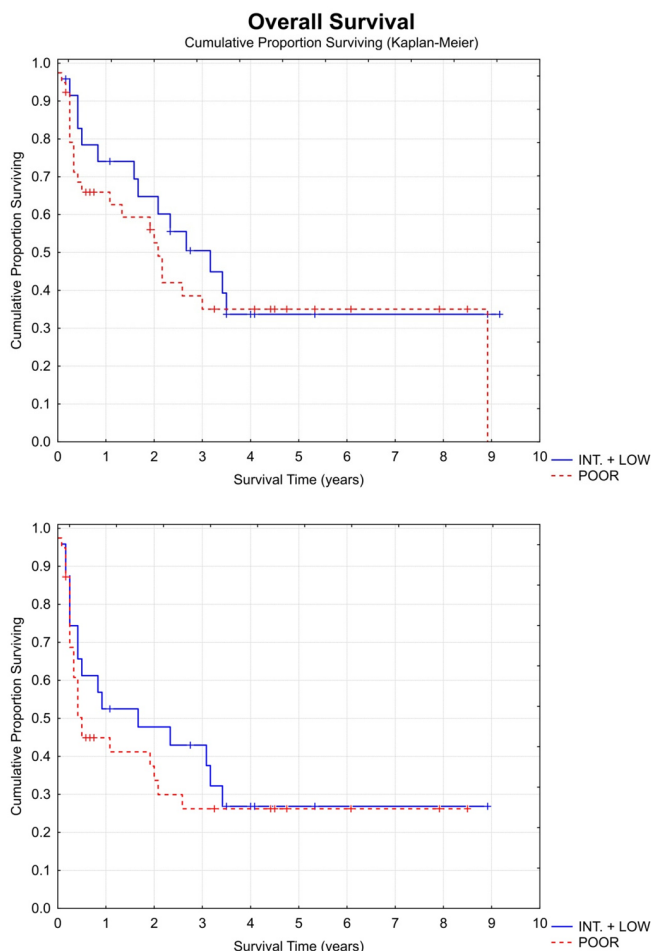 Overall Survival
Cumulative Proportion Surviving (Kaplan-Meier)
1.0
0.9
0.8
0.7
0.6
0.5
0.4
0.3
0.2
0.1
0.0
Cumulative Proportion Surviving
0 1 2 3 4 5 6 7 8 9 10
Survival Time (years)
INT. + LOW
POOR
1.0
0.9
0.8
0.7
0.6
0.5
0.4
0.3
0.2
0.1
0.0
Cumulative Proportion Surviving
0 1 2 3 4 5 6 7 8 9 10
Survival Time (years)
INT. + LOW
POOR